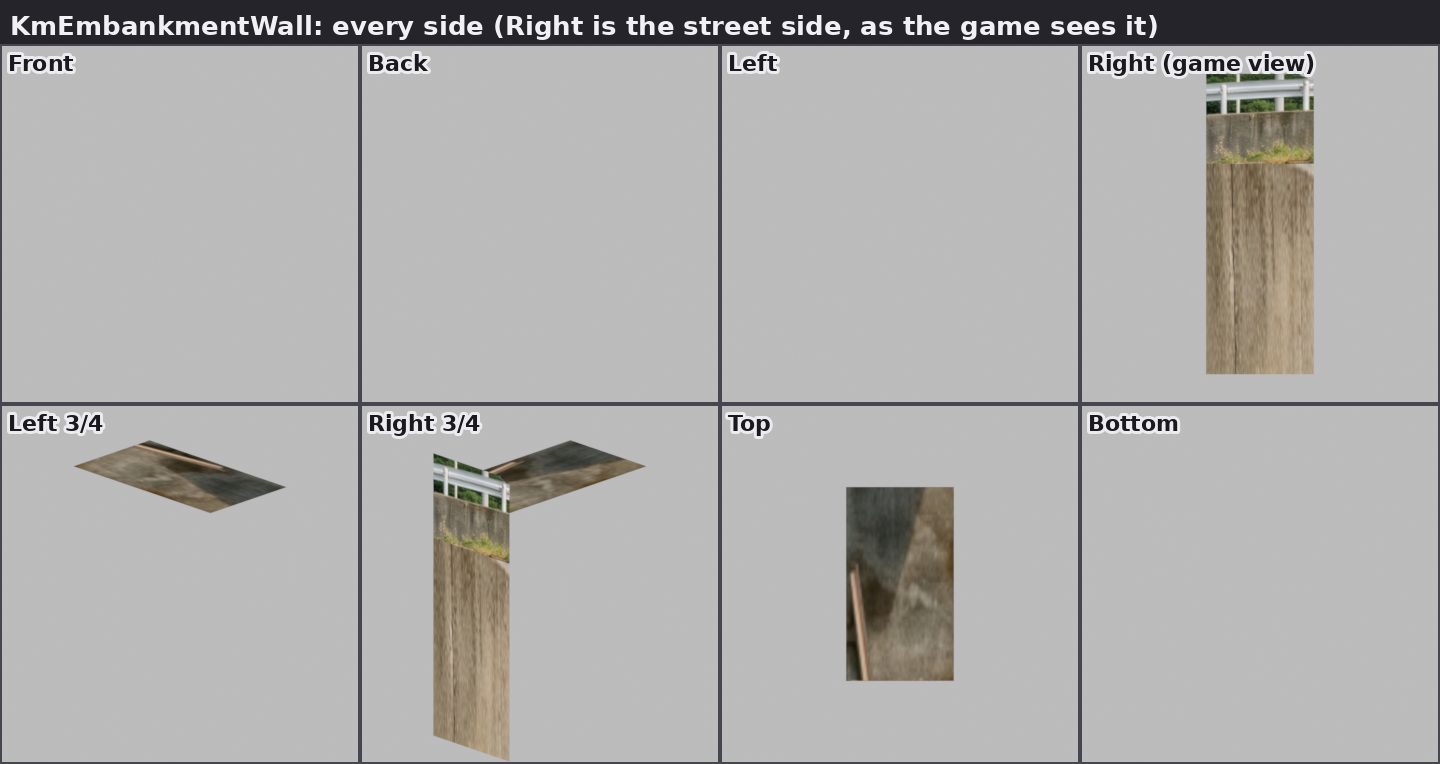 KmEmbankmentWall: every side (Right is the street side, as the game sees it)
Front
Back
Left
Right (game view)
Left 3/4
Right 3/4
Top
Bottom